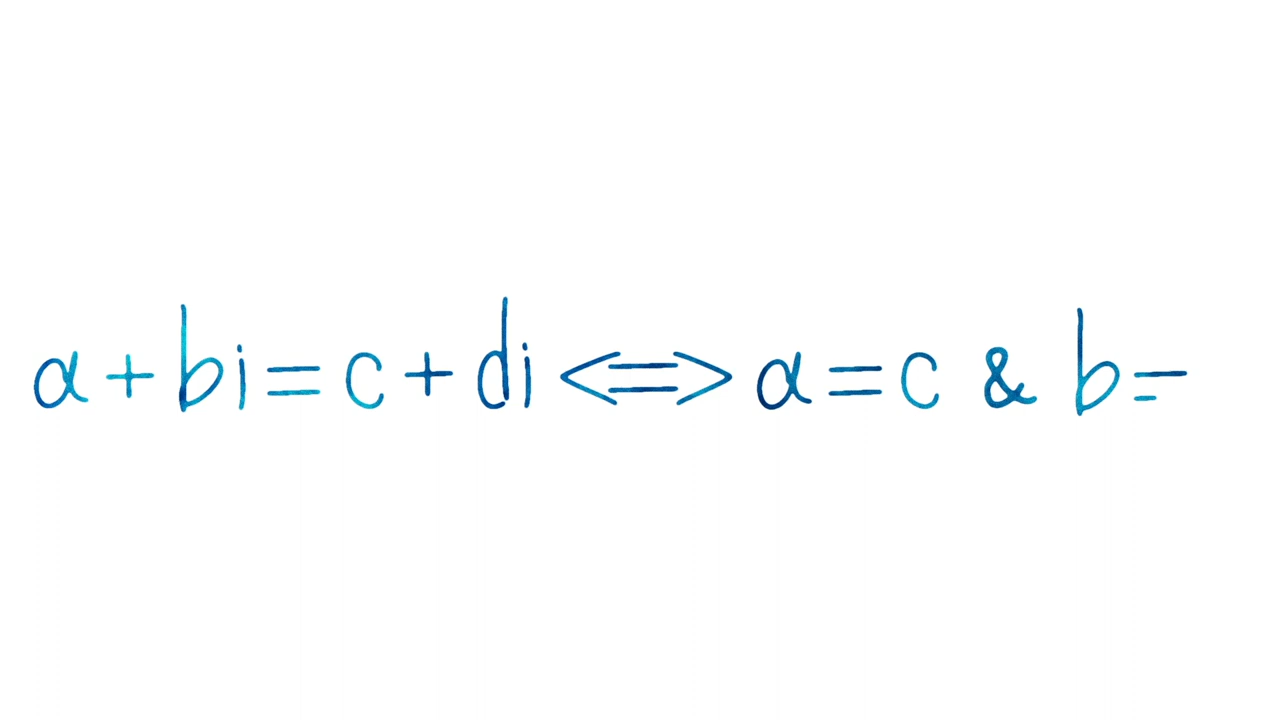 a + bi = c + di ⇔ a = c & b =